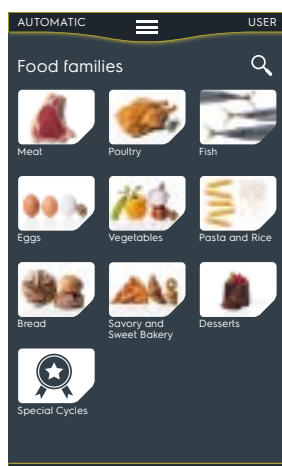 AUTOMATIC USER
Food families
Meat Poultry Fish
Eggs Vegetables Pasta and Rice
Bread Savory and Sweet Bakery Desserts
Special Cycles